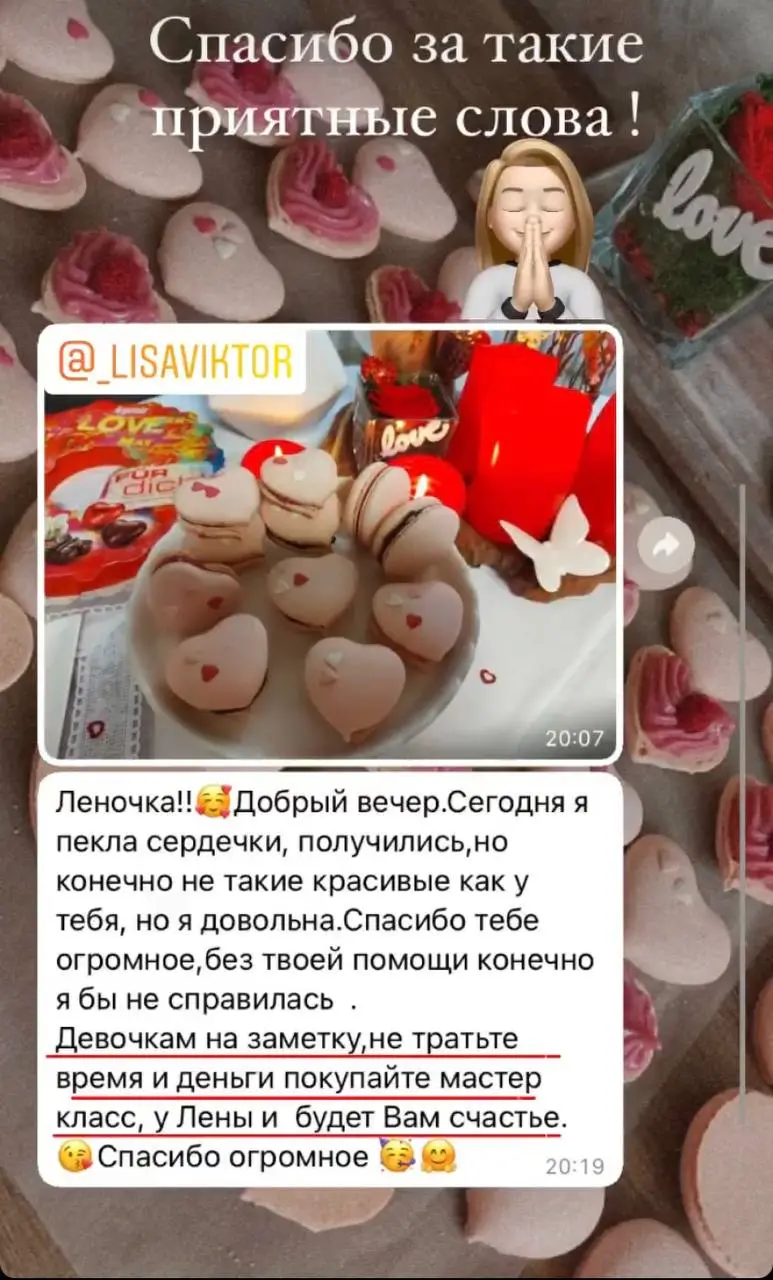 Спасибо за такие
приятные слова !
love
@_LISAVIKTOR
love
LOVE
FÜR
dich
20:07
Леночка!!🥰Добрый вечер.Сегодня я
пекла сердечки, получились,но
конечно не такие красивые как у
тебя, но я довольна.Спасибо тебе
огромное,без твоей помощи конечно
я бы не справилась  .
Девочкам на заметку,не тратьте
время и деньги покупайте мастер
класс, у Лены и  будет Вам счастье.
😘Спасибо огромное 🥳🤗
20:19